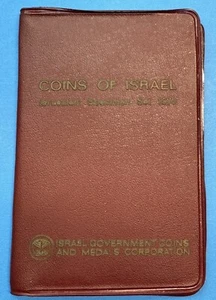 COINS OF ISRAEL
ISRAEL GOVERNMENT COINS
AND MEDALS CORPORATION